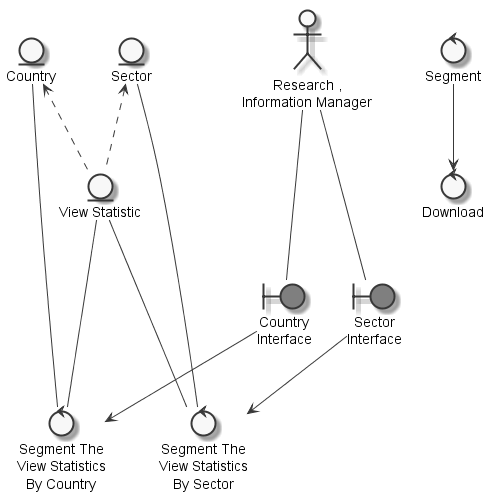 Country
Sector
Research ,
Information Manager
Segment
View Statistic
Download
Country
Interface
Sector
Interface
Segment The
View Statistics
By Country
Segment The
View Statistics
By Sector